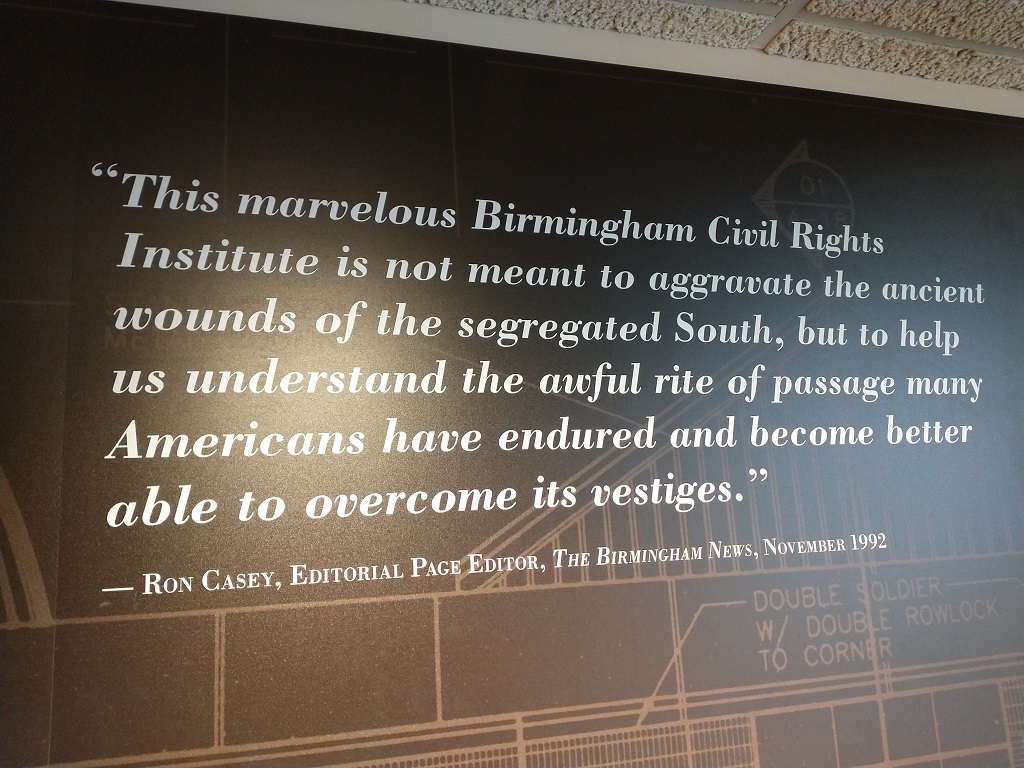 “This marvelous Birmingham Civil Rights
Institute is not meant to aggravate the ancient
wounds of the segregated South, but to help
us understand the awful rite of passage many
Americans have endured and become better
able to overcome its vestiges.”
— Ron Casey, Editorial Page Editor, The Birmingham News, November 1992
DOUBLE SOLDIER
W/ DOUBLE ROWLOCK
TO CORNER
01